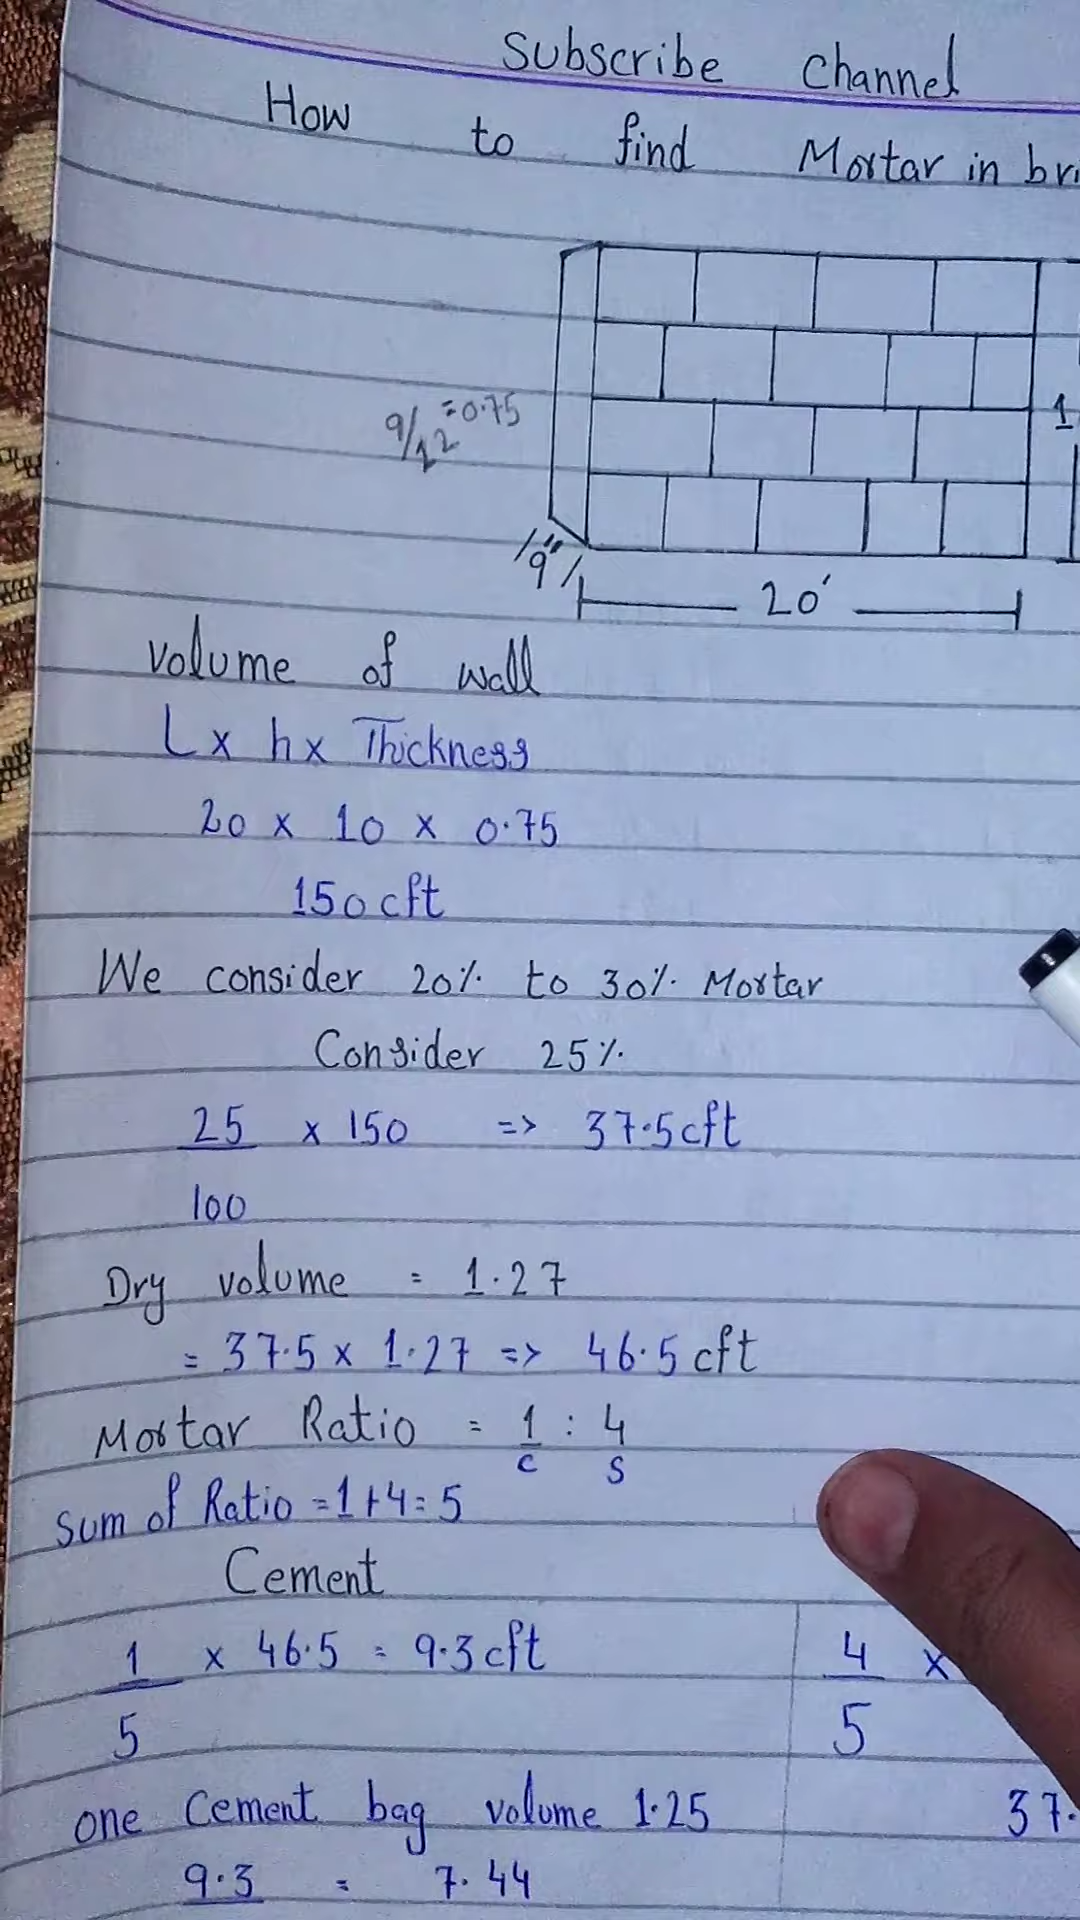 Subscribe Channel
How to find Mortar in
9/12 = 0.75
1
9"
20'
Volume of wall
L x h x Thickness
20 x 10 x 0.75
150 cft
We consider 20% to 30% Mortar
Consider 25%
25 x 150 => 37.5 cft
100
Dry volume = 1.27
= 37.5 x 1.27 => 46.5 cft
Mortar Ratio = 1 : 4
C S
Sum of Ratio = 1+4 = 5
Cement
1 x 46.5 = 9.3 cft
5
4 x
5
one Cement bag volume 1.25
37.
9.3 = 7.44